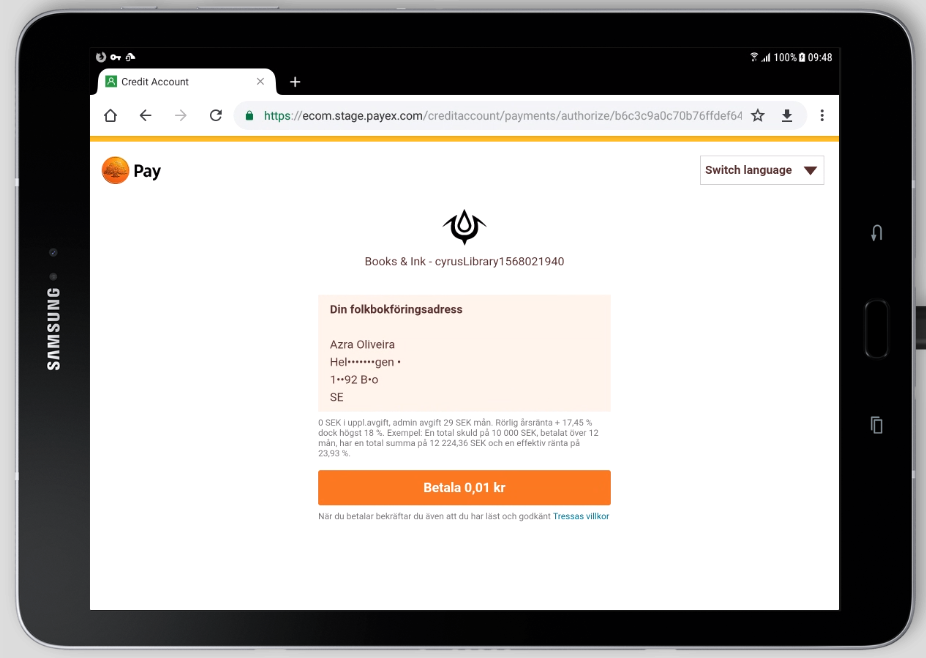 100% 09:48
Credit Account
https://ecom.stage.payex.com/creditaccount/payments/authorize/b6c3c9a0c70b76ffdef64
Pay
Switch language
Books & Ink - cyrusLibrary1568021940
Din folkbokföringsadress
Azra Oliveira
Hel•••••••gen •
1••92 B•o
SE
0 SEK i uppl.avgift, admin avgift 29 SEK mån. Rörlig årsränta + 17,45 %
dock högst 18 %. Exempel: En total skuld på 10 000 SEK, betalat över 12
mån, har en total summa på 12 224,36 SEK och en effektiv ränta på
23,93 %.
Betala 0,01 kr
När du betalar bekräftar du även att du har läst och godkänt Tressas villkor
SAMSUNG